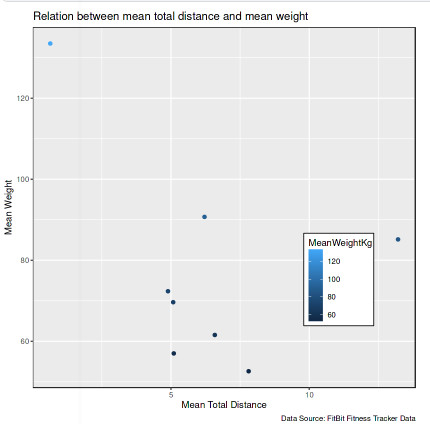 Relation between mean total distance and mean weight
Mean Weight
120
100
80
60
MeanWeightKg
120
100
80
60
5
10
Mean Total Distance
Data Source: FitBit Fitness Tracker Data